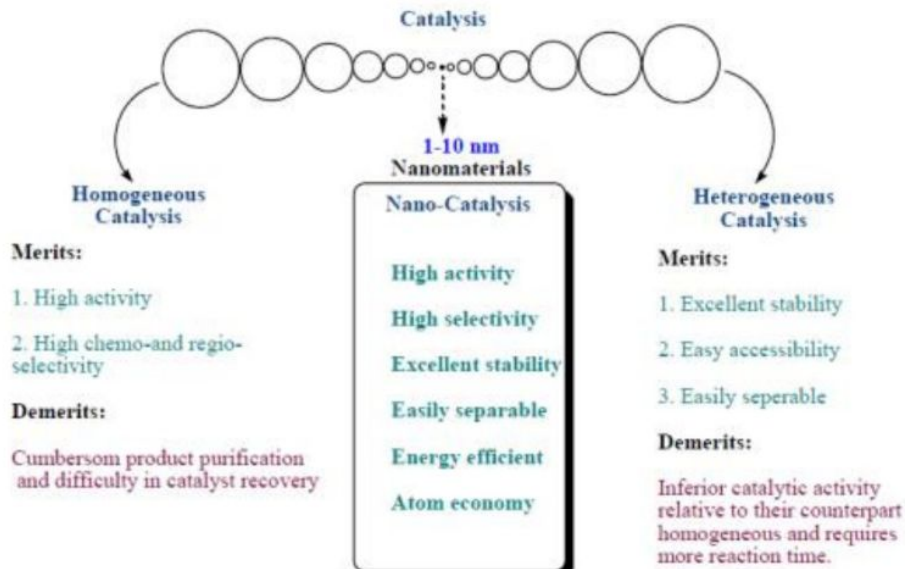 Catalysis
1-10 nm
Nanomaterials
Homogeneous
Catalysis
Merits:
1. High activity
2. High chemo-and regio-
selectivity
Demerits:
Cumbersom product purification
and difficulty in catalyst recovery
Nano-Catalysis
High activity
High selectivity
Excellent stability
Easily separable
Energy efficient
Atom economy
Heterogeneous
Catalysis
Merits:
1. Excellent stability
2. Easy accessibility
3. Easily seperable
Demerits:
Inferior catalytic activity
relative to their counterpart
homogeneous and requires
more reaction time.